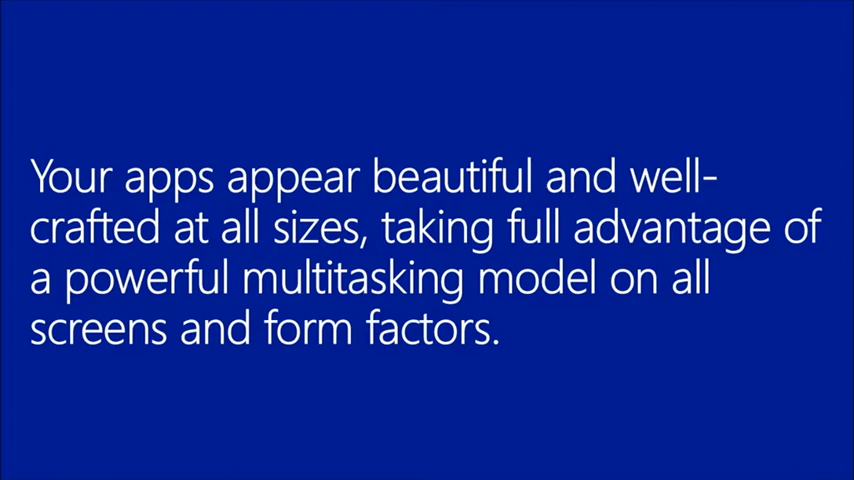 Your apps appear beautiful and well-
crafted at all sizes, taking full advantage of
a powerful multitasking model on all
screens and form factors.